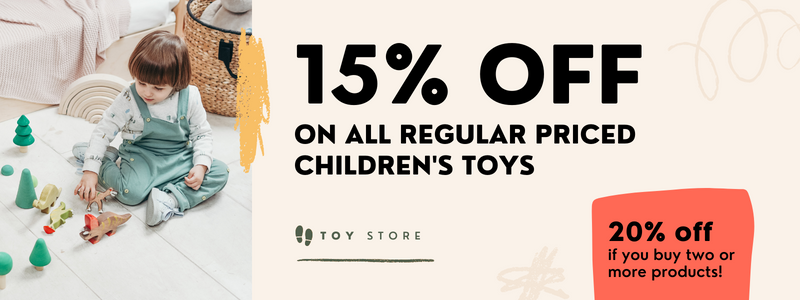 15% OFF
ON ALL REGULAR PRICED
CHILDREN'S TOYS
TOY STORE
20% off
if you buy two or
more products!